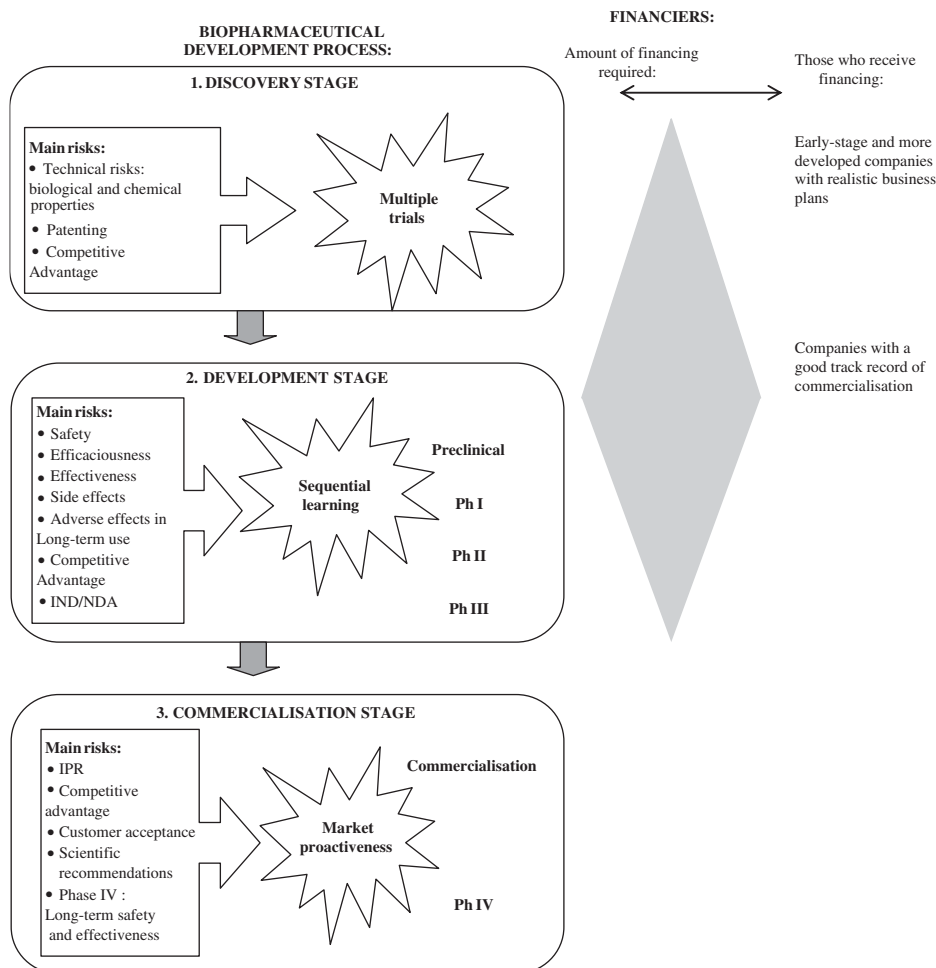 BIOPHARMACEUTICAL
DEVELOPMENT PROCESS:
1. DISCOVERY STAGE
Main risks:
• Technical risks:
biological and chemical
properties
• Patenting
• Competitive
Advantage
Multiple
trials
2. DEVELOPMENT STAGE
Main risks:
• Safety
• Efficaciousness
• Effectiveness
• Side effects
• Adverse effects in
Long-term use
• Competitive
Advantage
• IND/NDA
Sequential
learning
Preclinical
Ph I
Ph II
Ph III
3. COMMERCIALISATION STAGE
Main risks:
• IPR
• Competitive
advantage
• Customer acceptance
• Scientific
recommendations
• Phase IV :
Long-term safety
and effectiveness
Market
proactiveness
Commercialisation
Ph IV
FINANCIERS:
Amount of financing
required:
Those who receive
financing:
Early-stage and more
developed companies
with realistic business
plans
Companies with a
good track record of
commercialisation